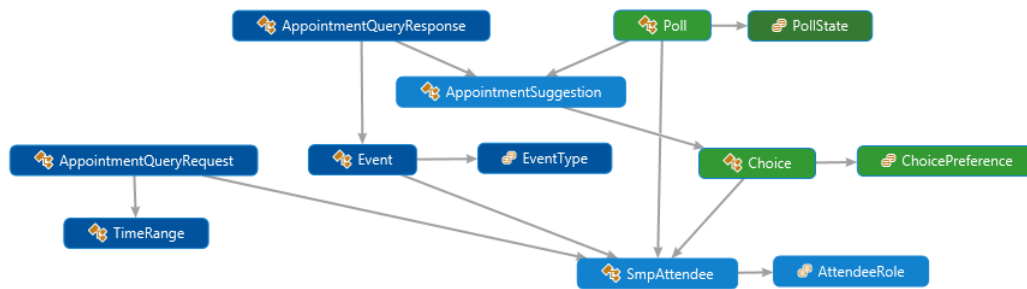 AppointmentQueryResponse
Poll
PollState
AppointmentSuggestion
AppointmentQueryRequest
Event
EventType
Choice
ChoicePreference
TimeRange
SmpAttendee
AttendeeRole